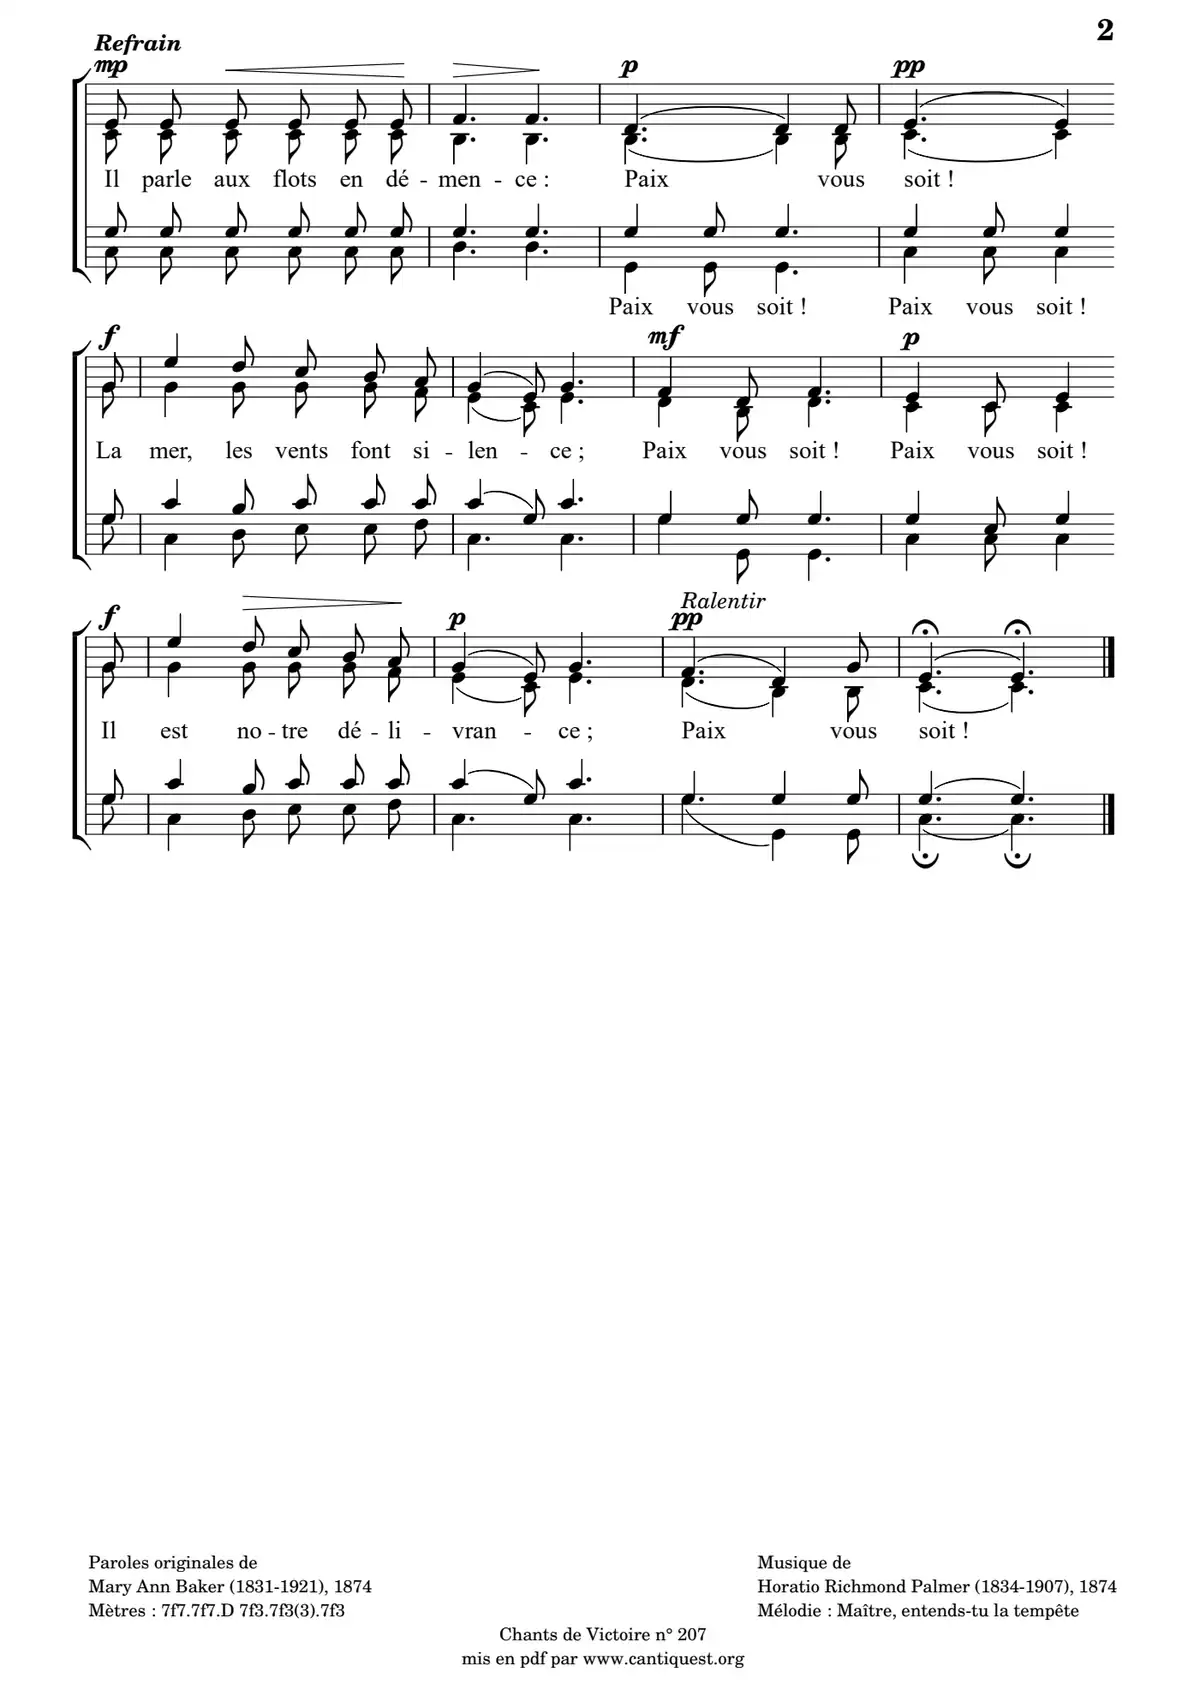 2
Refrain
mp p pp
Il parle aux flots en dé - men - ce : Paix vous soit !
Paix vous soit ! Paix vous soit !
f mf p
La mer, les vents font si - len - ce ; Paix vous soit ! Paix vous soit !
Ralentir
f p pp
Il est no - tre dé - li - vran - ce ; Paix vous soit !
Paroles originales de
Mary Ann Baker (1831-1921), 1874
Mètres : 7f7.7f7.D 7f3.7f3(3).7f3
Musique de
Horatio Richmond Palmer (1834-1907), 1874
Mélodie : Maître, entends-tu la tempête
Chants de Victoire n° 207
mis en pdf par www.cantiquest.org